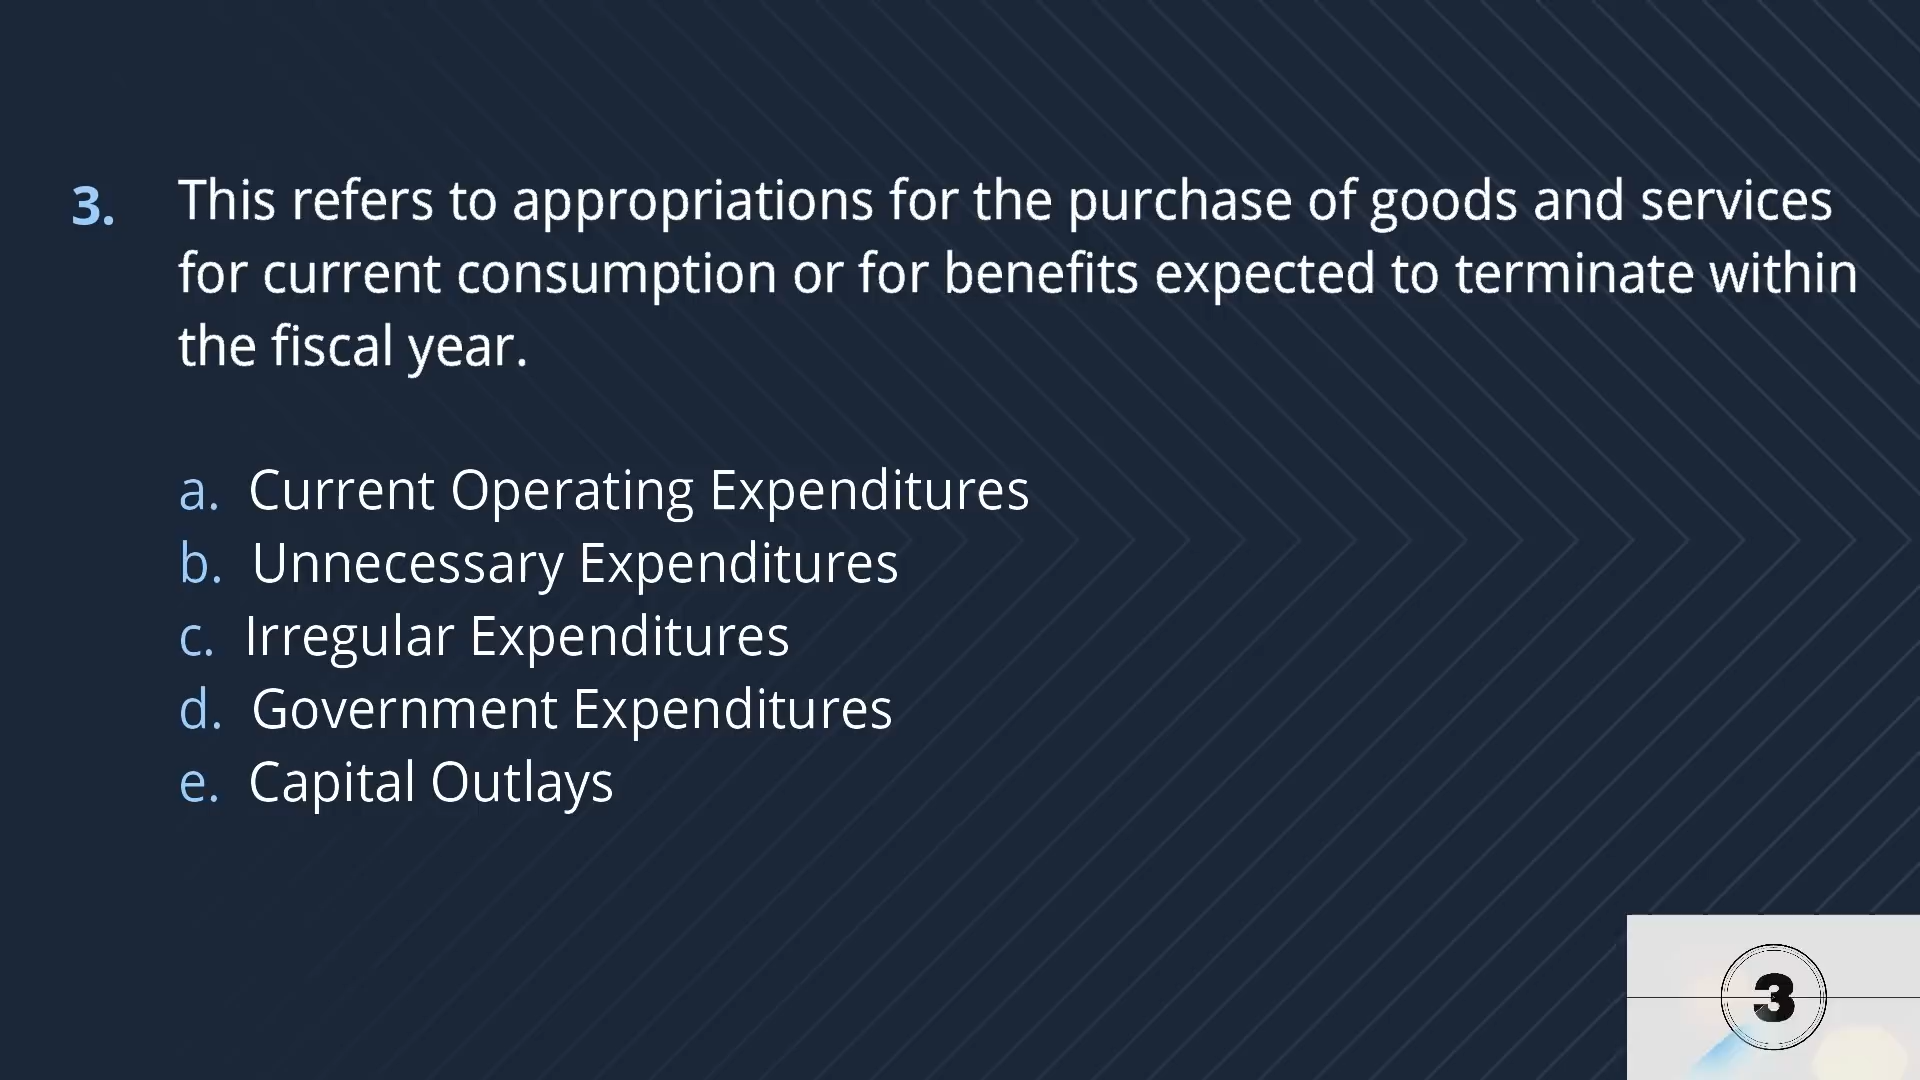 3. This refers to appropriations for the purchase of goods and services
for current consumption or for benefits expected to terminate within
the fiscal year.
a. Current Operating Expenditures
b. Unnecessary Expenditures
c. Irregular Expenditures
d. Government Expenditures
e. Capital Outlays
3